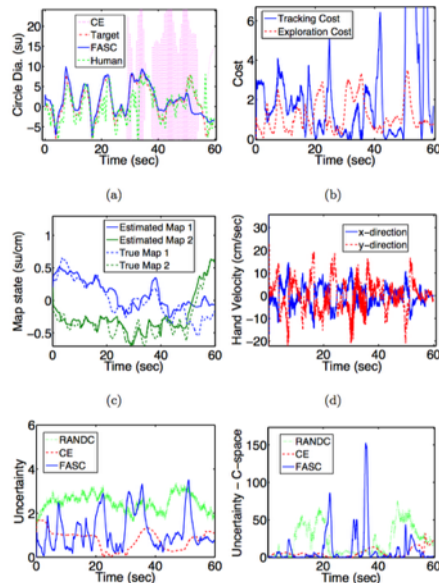 Circle Dia. (su)
20
15
10
5
0
-5
CE
Target
FASC
Human
0
20
40
60
Time (sec)
(a)
Cost
6
4
2
0
Tracking Cost
Exploration Cost
0
20
40
60
Time (sec)
(b)
Map state (su/cm)
1
0.5
0
-0.5
Estimated Map 1
Estimated Map 2
True Map 1
True Map 2
0
20
40
60
Time (sec)
(c)
Hand Velocity (cm/sec)
30
20
10
0
-10
-20
x-direction
y-direction
20
40
60
Time (sec)
(d)
Uncertainty
6
4
2
0
RANDC
CE
FASC
0
20
40
60
Time (sec)
Uncertainty – C-space
150
100
50
0
RANDC
CE
FASC
20
40
60
Time (sec)